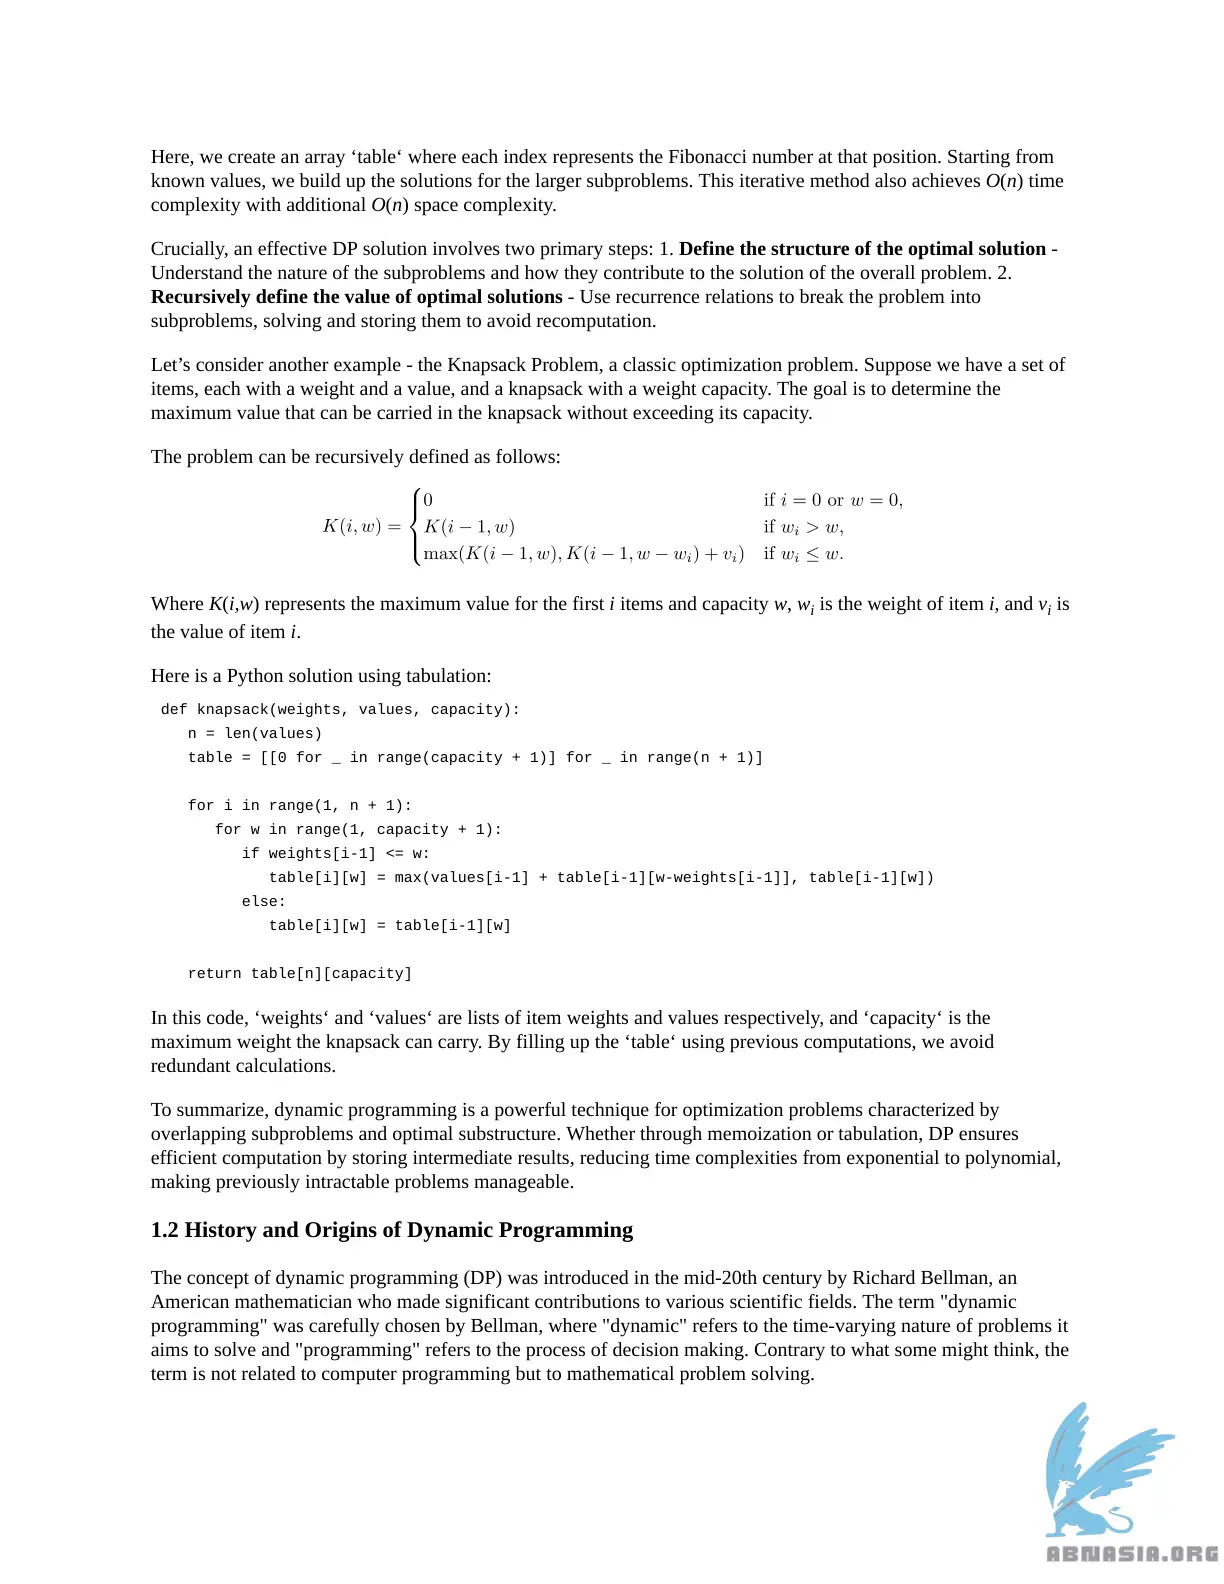 Here, we create an array ‘table‘ where each index represents the Fibonacci number at that position. Starting from
known values, we build up the solutions for the larger subproblems. This iterative method also achieves O(n) time
complexity with additional O(n) space complexity.
Crucially, an effective DP solution involves two primary steps: 1. Define the structure of the optimal solution -
Understand the nature of the subproblems and how they contribute to the solution of the overall problem. 2.
Recursively define the value of optimal solutions - Use recurrence relations to break the problem into
subproblems, solving and storing them to avoid recomputation.
Let’s consider another example - the Knapsack Problem, a classic optimization problem. Suppose we have a set of
items, each with a weight and a value, and a knapsack with a weight capacity. The goal is to determine the
maximum value that can be carried in the knapsack without exceeding its capacity.
The problem can be recursively defined as follows:
K(i, w) = { 0 if i = 0 or w = 0,
K(i − 1, w) if wᵢ > w,
max(K(i − 1, w), K(i − 1, w − wᵢ) + vᵢ) if wᵢ ≤ w.
Where K(i,w) represents the maximum value for the first i items and capacity w, wᵢ is the weight of item i, and vᵢ is
the value of item i.
Here is a Python solution using tabulation:
def knapsack(weights, values, capacity):
   n = len(values)
   table = [[0 for _ in range(capacity + 1)] for _ in range(n + 1)]
   for i in range(1, n + 1):
      for w in range(1, capacity + 1):
         if weights[i-1] <= w:
            table[i][w] = max(values[i-1] + table[i-1][w-weights[i-1]], table[i-1][w])
         else:
            table[i][w] = table[i-1][w]
   return table[n][capacity]
In this code, ‘weights‘ and ‘values‘ are lists of item weights and values respectively, and ‘capacity‘ is the
maximum weight the knapsack can carry. By filling up the ‘table‘ using previous computations, we avoid
redundant calculations.
To summarize, dynamic programming is a powerful technique for optimization problems characterized by
overlapping subproblems and optimal substructure. Whether through memoization or tabulation, DP ensures
efficient computation by storing intermediate results, reducing time complexities from exponential to polynomial,
making previously intractable problems manageable.
1.2 History and Origins of Dynamic Programming
The concept of dynamic programming (DP) was introduced in the mid-20th century by Richard Bellman, an
American mathematician who made significant contributions to various scientific fields. The term "dynamic
programming" was carefully chosen by Bellman, where "dynamic" refers to the time-varying nature of problems it
aims to solve and "programming" refers to the process of decision making. Contrary to what some might think, the
term is not related to computer programming but to mathematical problem solving.
ABNASIA.ORG